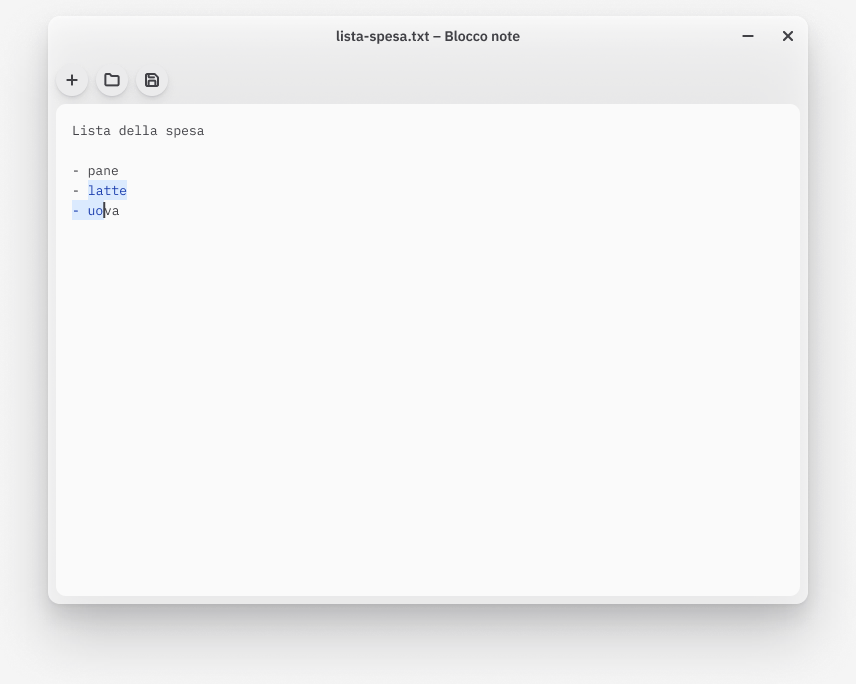 lista-spesa.txt – Blocco note
Lista della spesa
- pane
- latte
- uova